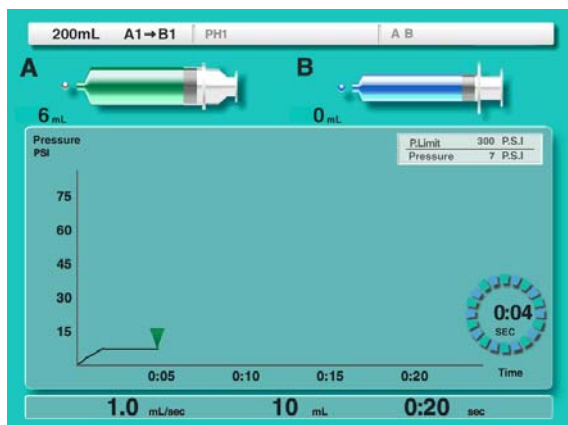 200mL A1→B1 PH1 A B
A B
6 mL 0 mL
Pressure
PSI
P.Limit 300 P.S.I
Pressure 7 P.S.I
75
60
45
30
15
0:04
SEC
0:05 0:10 0:15 0:20 Time
1.0 mL/sec 10 mL 0:20 sec